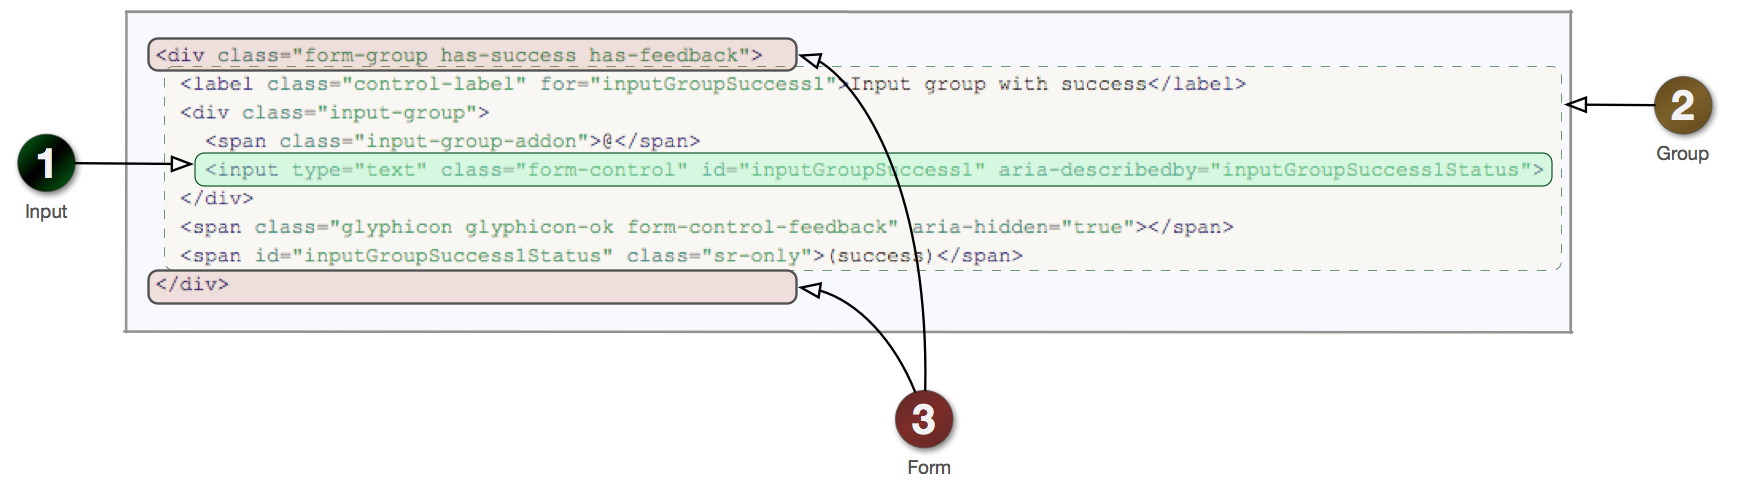 <div class="form-group has-success has-feedback">
<label class="control-label" for="inputGroupSuccess1">Input group with success</label>
<div class="input-group">
<span class="input-group-addon">@</span>
<input type="text" class="form-control" id="inputGroupSuccess1" aria-describedby="inputGroupSuccess1Status">
</div>
<span class="glyphicon glyphicon-ok form-control-feedback" aria-hidden="true"></span>
<span id="inputGroupSuccess1Status" class="sr-only">(success)</span>
</div>
1
Input
2
Group
3
Form